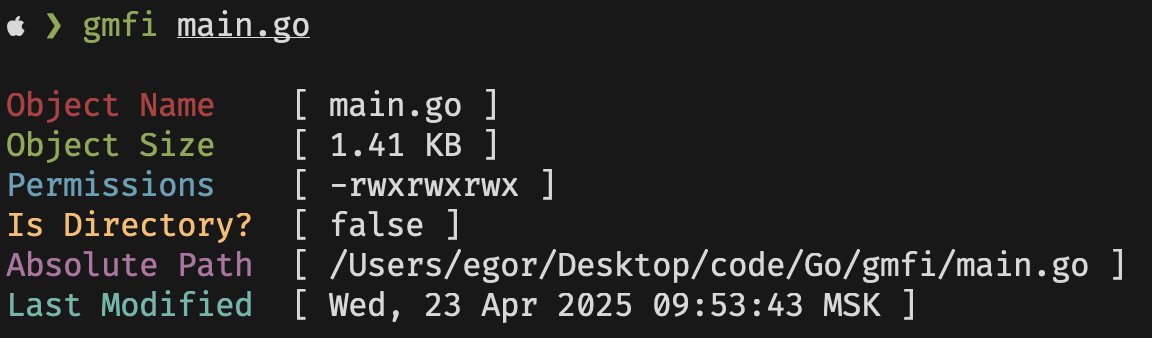 ❯ gmfi main.go
Object Name [ main.go ]
Object Size [ 1.41 KB ]
Permissions [ -rwxrwxrwx ]
Is Directory? [ false ]
Absolute Path [ /Users/egor/Desktop/code/Go/gmfi/main.go ]
Last Modified [ Wed, 23 Apr 2025 09:53:43 MSK ]